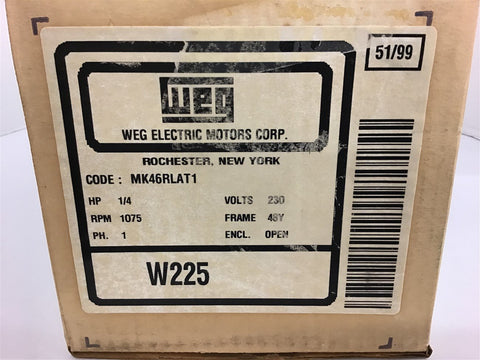 51/99
WEG
WEG ELECTRIC MOTORS CORP.
ROCHESTER, NEW YORK
CODE : MK46RLAT1
HP 1/4 VOLTS 230
RPM 1075 FRAME 48Y
PH. 1 ENCL. OPEN
W225